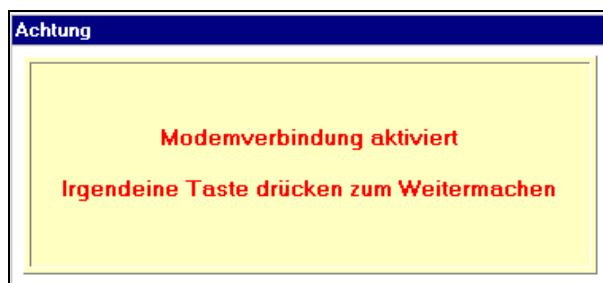 Achtung
Modemverbindung aktiviert
Irgendeine Taste drücken zum Weitermachen